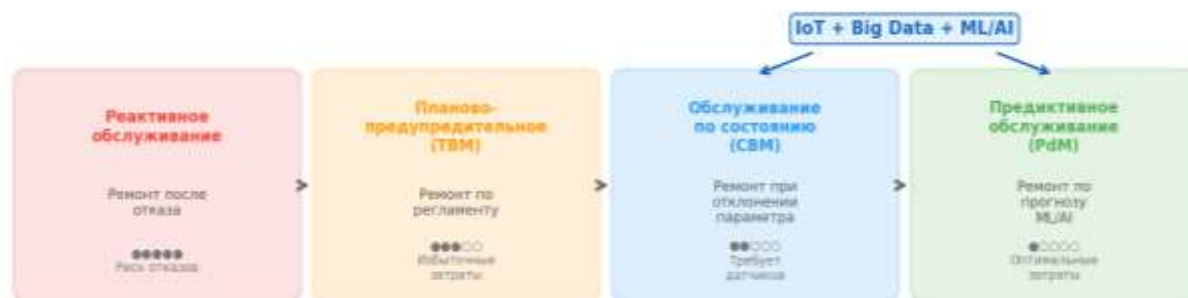 IoT + Big Data + ML/AI
Реактивное
обслуживание
Ремонт после
отказа
●●●●●
Риск отказов
Планово-
предупредительное
(ТВМ)
Ремонт по
регламенту
●●●○○
Избыточные
затраты
Обслуживание
по состоянию
(СВМ)
Ремонт при
отклонении
параметра
●●○○○
Требует
датчиков
Предиктивное
обслуживание
(PdM)
Ремонт по
прогнозу
ML/AI
●○○○○
Оптимальные
затраты